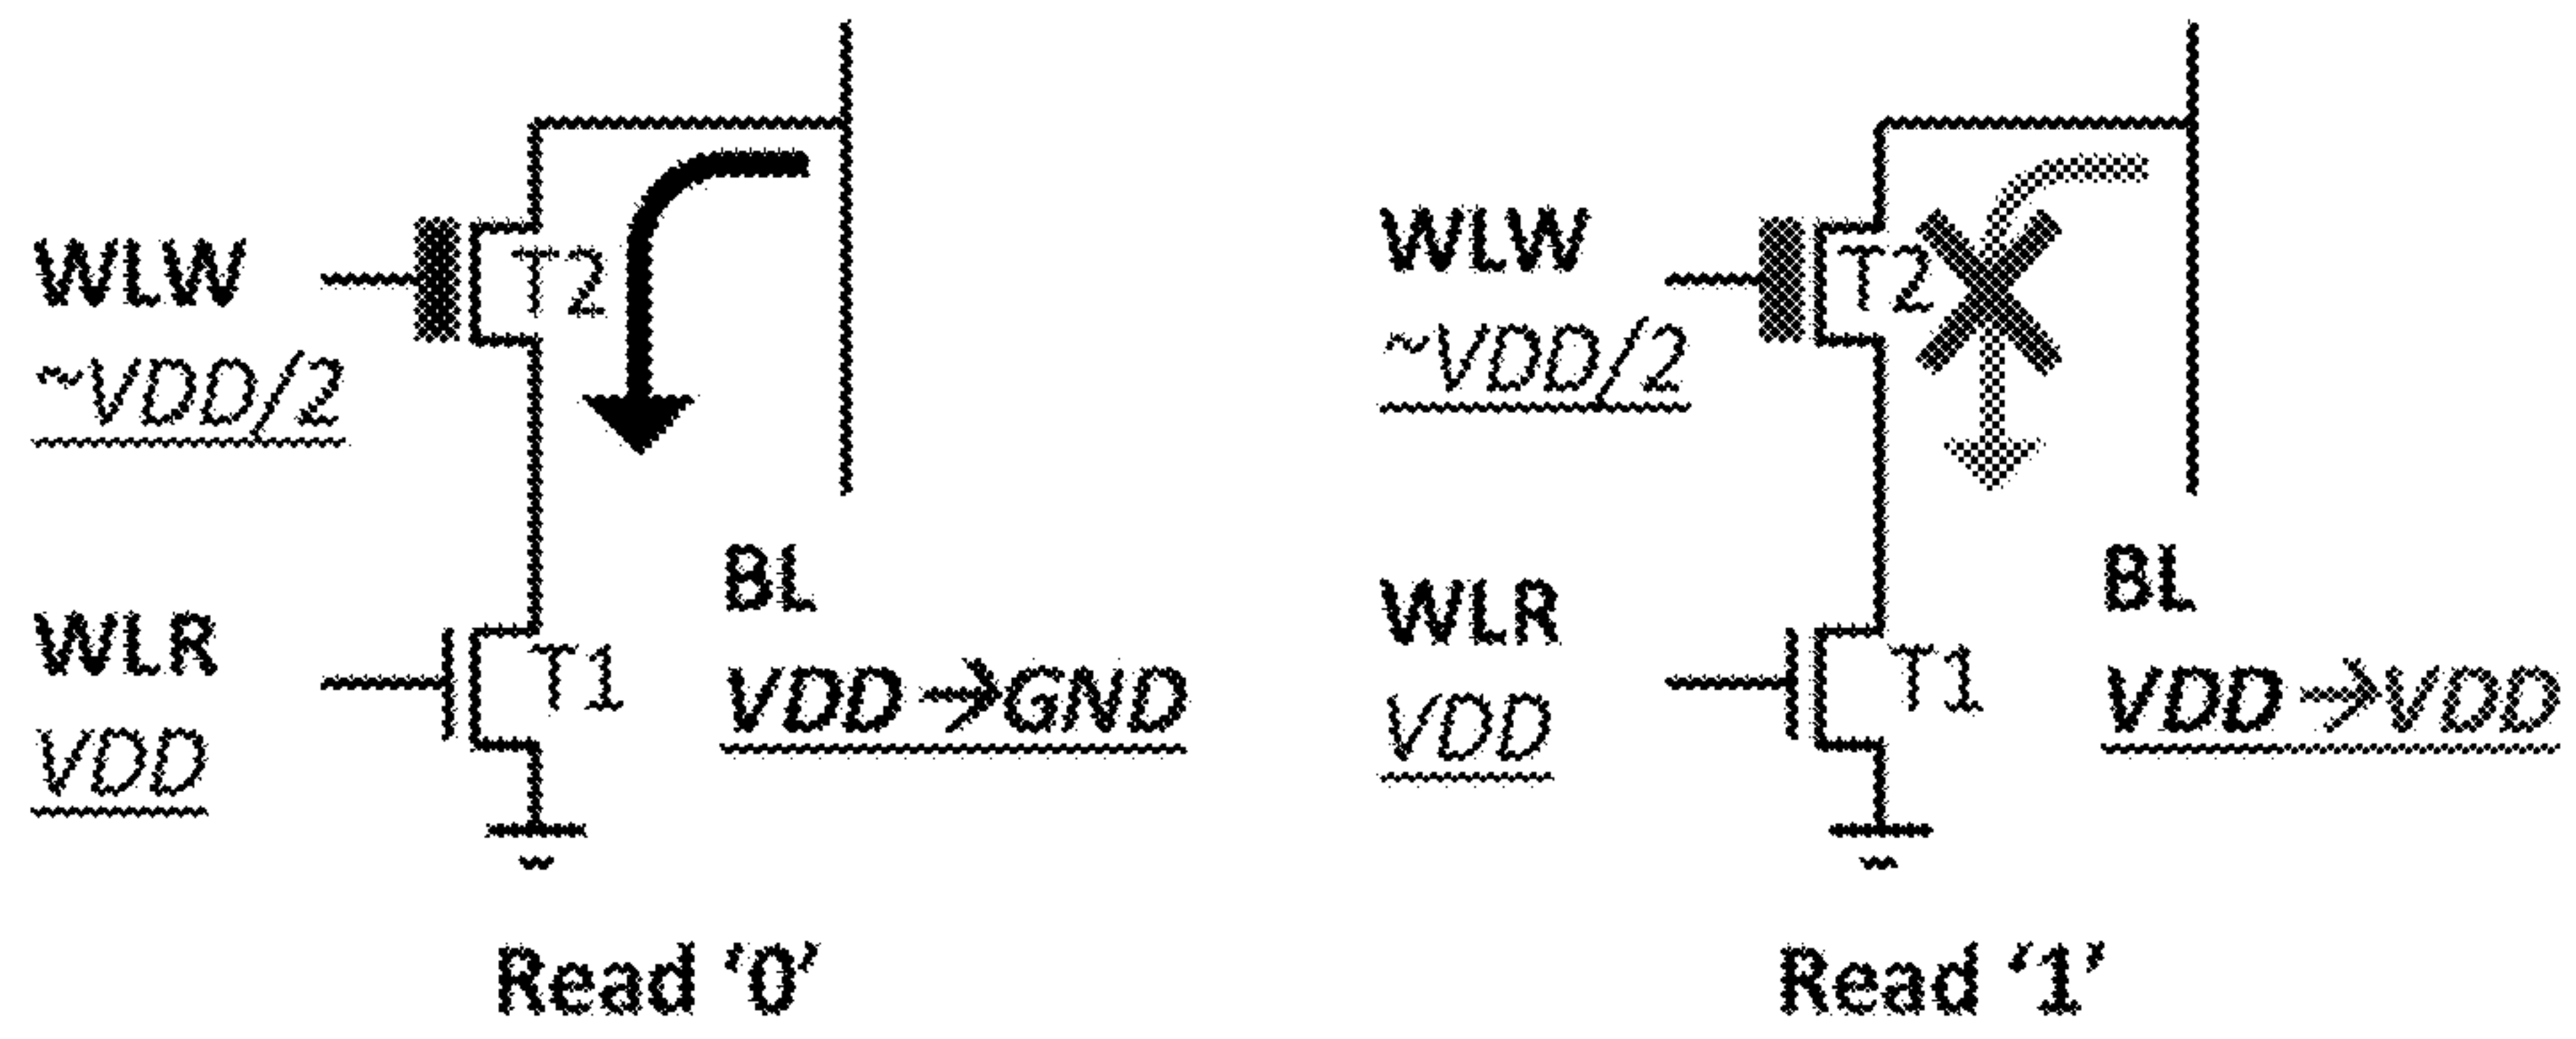 WLW
~VDD/2
T2
WLR
VDD
T1
BL
VDD→GND
Read ‘0’
WLW
~VDD/2
T2
WLR
VDD
T1
BL
VDD→VDD
Read ‘1’